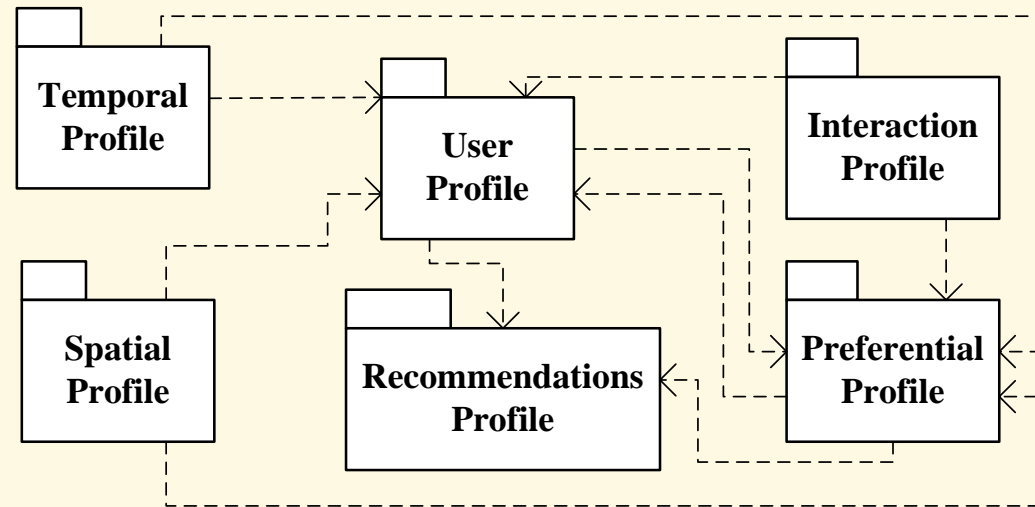 Temporal
Profile
User
Profile
Interaction
Profile
Spatial
Profile
Recommendations
Profile
Preferential
Profile